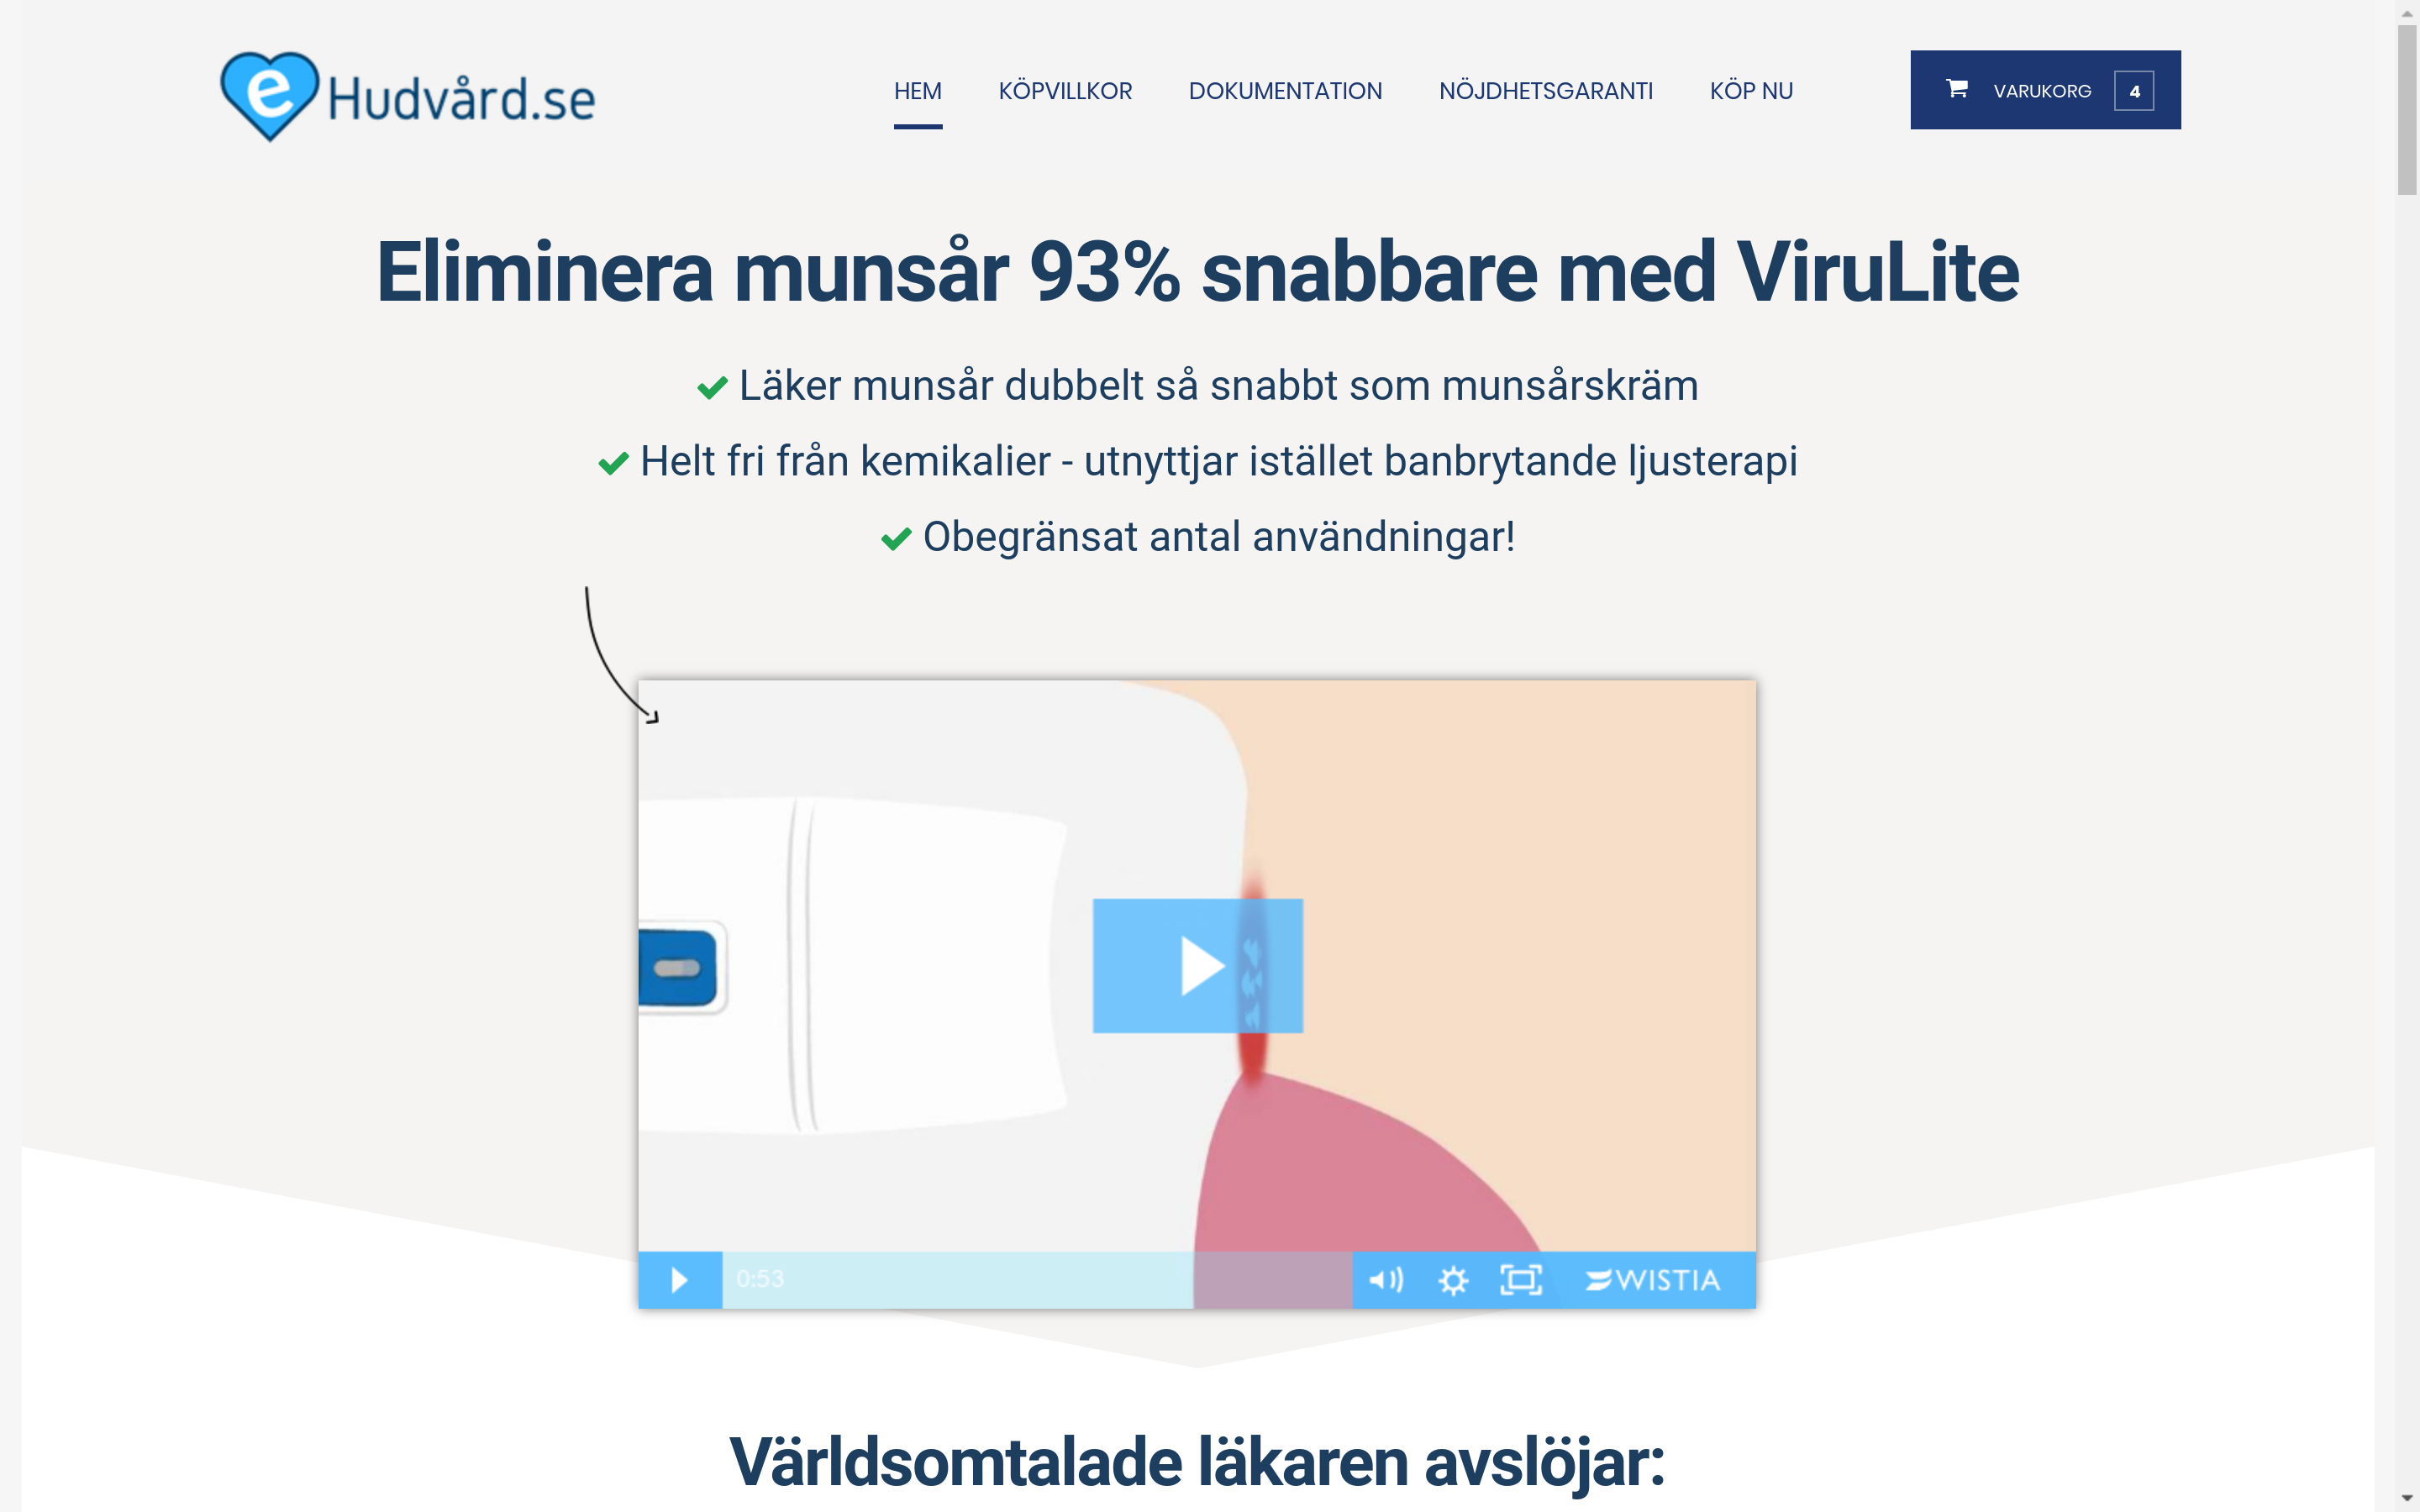 e Hudvård.se
HEM KÖPVILLKOR DOKUMENTATION NÖJDHETSGARANTI KÖP NU VARUKORG 4
Eliminera munsår 93% snabbare med ViruLite
Läker munsår dubbelt så snabbt som munsårskräm
Helt fri från kemikalier - utnyttjar istället banbrytande ljusterapi
Obegränsat antal användningar!
0:53 WISTIA
Världsomtalade läkaren avslöjar: